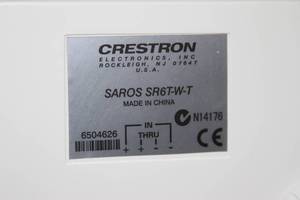 CRESTRON
ELECTRONICS, INC
ROCKLEIGH, NJ 07647
U.S.A.
SAROS SR6T-W-T
MADE IN CHINA
N14176
6504626
IN
THRU
+ + - -
CE